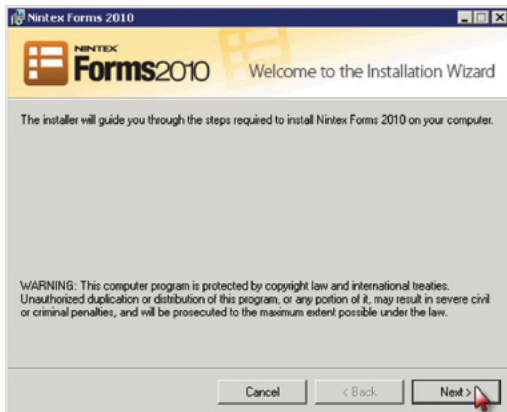 Nintex Forms 2010
NINTEX
Forms2010
Welcome to the Installation Wizard
The installer will guide you through the steps required to install Nintex Forms 2010 on your computer.
WARNING: This computer program is protected by copyright law and international treaties.
Unauthorized duplication or distribution of this program, or any portion of it, may result in severe civil
or criminal penalties, and will be prosecuted to the maximum extent possible under the law.
Cancel
< Back
Next >